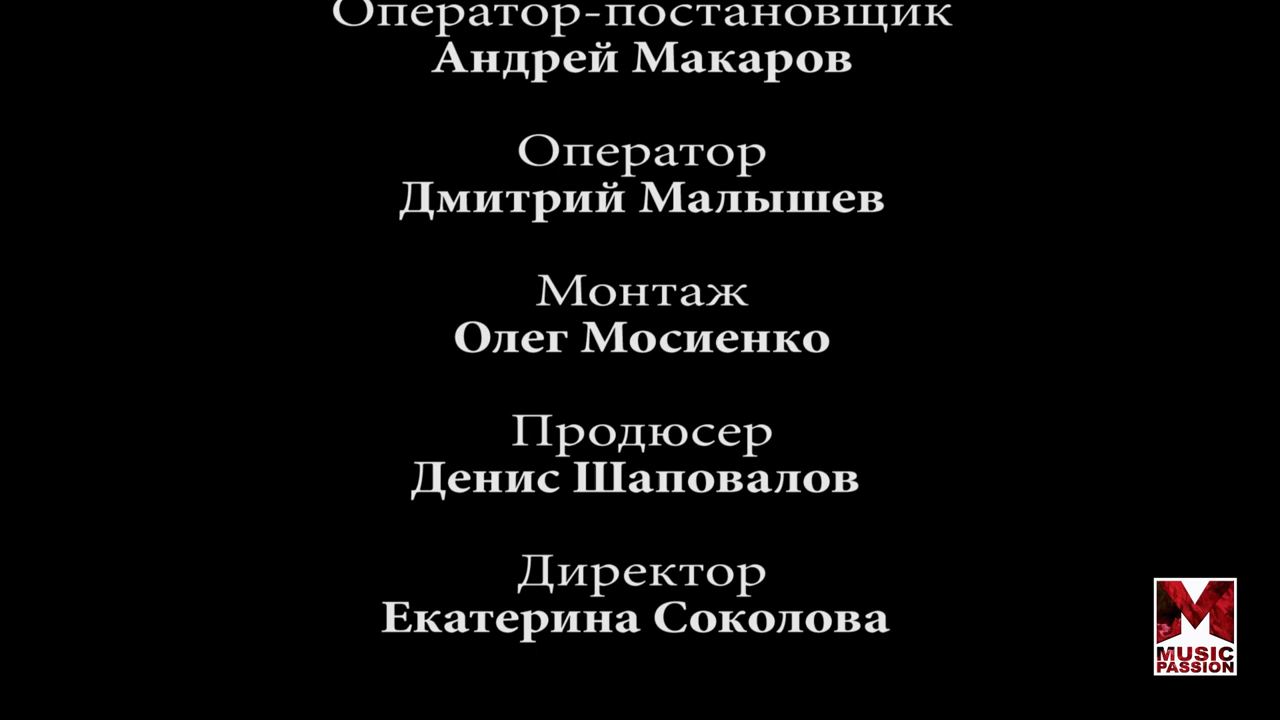 Оператор-постановщик
Андрей Макаров
Оператор
Дмитрий Малышев
Монтаж
Олег Мосиенко
Продюсер
Денис Шаповалов
Директор
Екатерина Соколова
M
MUSIC
PASSION